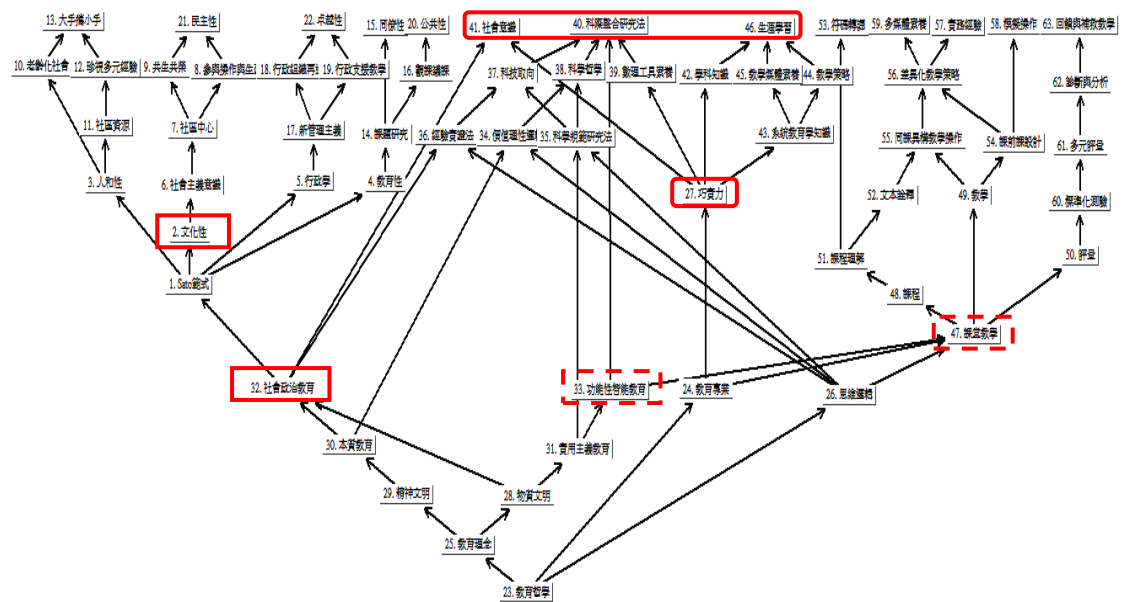 13. 大手攜小手
21. 民主性
22. 卓越性
15. 同僚性
20. 公共性
41. 社會意識
40. 科際整合研究法
46. 生涯學習
53. 符碼轉換
59. 多媒體素養
57. 實務經驗
58. 模擬操作
63. 回饋與補救教學
10. 老齡化社會
12. 珍視多元經驗
9. 共生共榮
8. 參與操作與生
18. 行政組織再造
19. 行政支援教學
16. 觀課議課
37. 科技取向
38. 科學哲學
39. 數理工具素養
42. 學科知識
45. 教學媒體素養
44. 教學策略
56. 差異化教學策略
62. 診斷與分析
11. 社區資源
7. 社區中心
17. 新管理主義
14. 課題研究
36. 經驗實證法
34. 價值理性邏輯
35. 科學規範研究法
43. 系統教育學知識
55. 同課異構教學操作
54. 課前課設計
61. 多元評量
3. 人和性
6. 社會主義意識
5. 行政學
4. 教育性
27. 巧實力
52. 文本詮釋
49. 教學
60. 標準化測驗
2. 文化性
51. 課程理解
50. 評量
1. Sato範式
48. 課程
47. 課堂教學
32. 社會政治教育
33. 功能性智能教育
24. 教育專業
26. 思維邏輯
30. 本質教育
31. 實用主義教育
29. 精神文明
28. 物質文明
25. 教育理念
23. 教育哲學